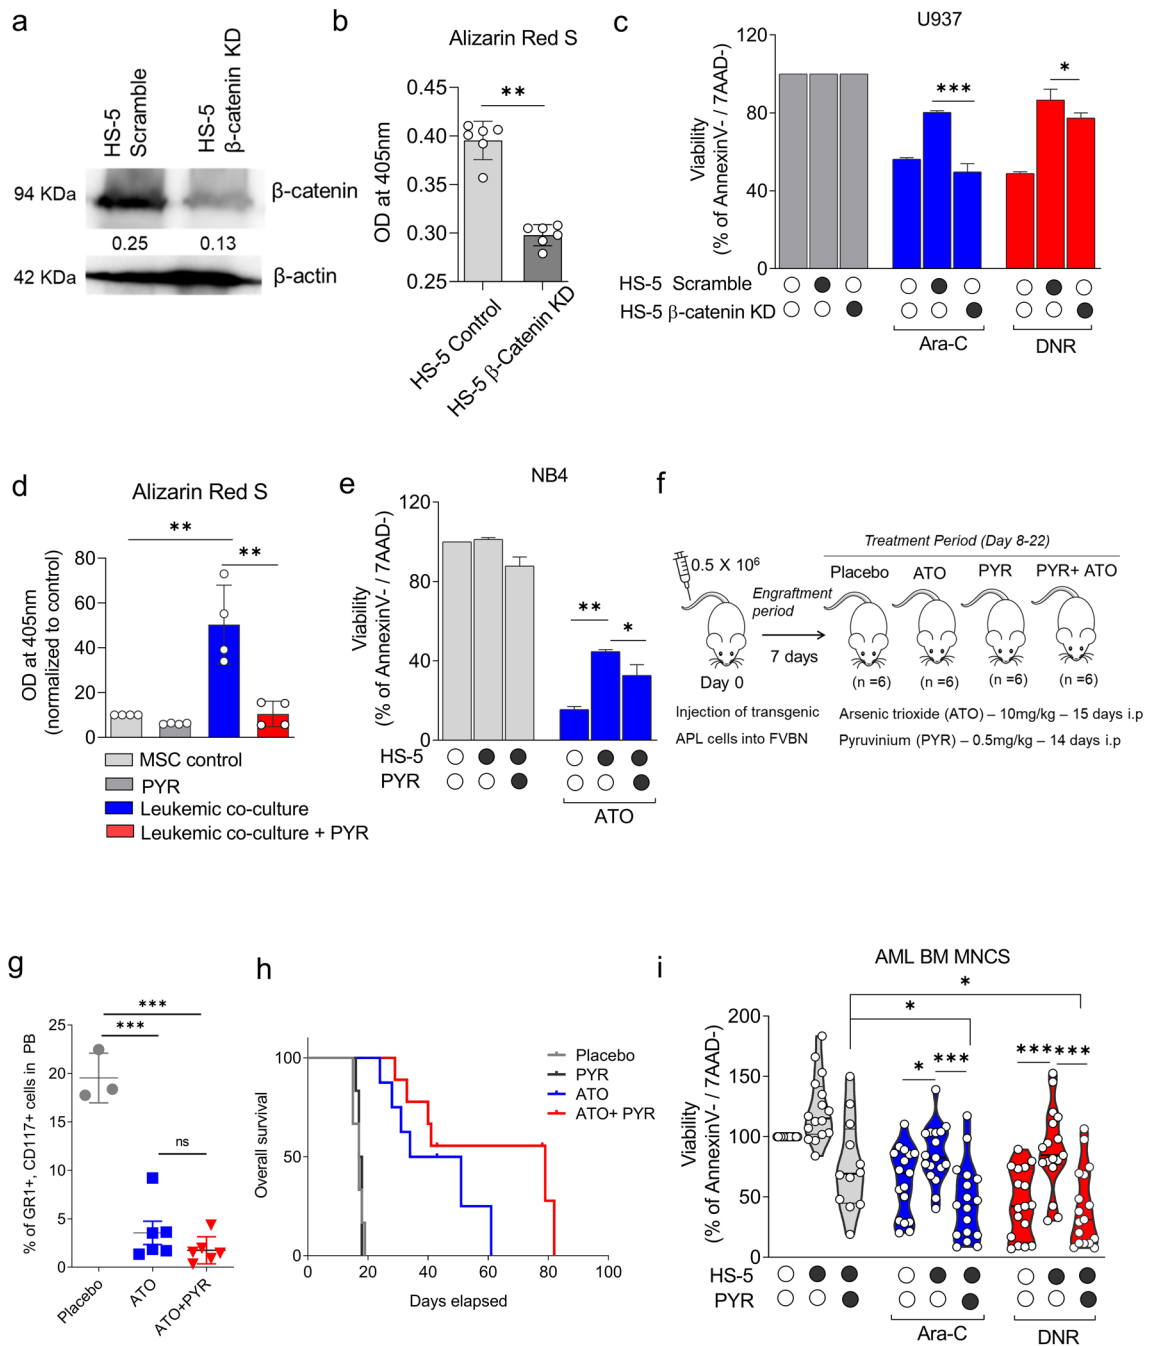 a
HS-5
Scramble
HS-5
β-catenin KD
94 KDa
β-catenin
0.25 0.13
42 KDa
β-actin
b
Alizarin Red S
**
OD at 405nm
0.45
0.40
0.35
0.30
0.25
HS-5 Control
HS-5 β-Catenin KD
c
U937
Viability
(% of AnnexinV- / 7AAD-)
120
80
40
0
***
*
HS-5 Scramble
HS-5 β-catenin KD
Ara-C
DNR
d
Alizarin Red S
**
**
OD at 405nm
(normalized to control)
80
60
40
20
0
MSC control
PYR
Leukemic co-culture
Leukemic co-culture + PYR
e
NB4
Viability
(% of AnnexinV- / 7AAD-)
120
80
40
0
**
*
HS-5
PYR
ATO
f
Treatment Period (Day 8-22)
0.5 X 10⁶
Placebo ATO PYR PYR+ ATO
Engraftment
period
7 days
Day 0
(n =6) (n =6) (n =6) (n =6)
Injection of transgenic
APL cells into FVBN
Arsenic trioxide (ATO) – 10mg/kg – 15 days i.p
Pyruvinium (PYR) – 0.5mg/kg – 14 days i.p
g
***
***
ns
% of GR1+, CD117+ cells in PB
25
20
15
10
5
0
Placebo
ATO
ATO+PYR
h
Overall survival
100
50
0
0 20 40 60 80 100
Days elapsed
Placebo
PYR
ATO
ATO+ PYR
i
AML BM MNCS
*
*
*
***
***
***
Viability
(% of AnnexinV- / 7AAD-)
200
150
100
50
0
HS-5
PYR
Ara-C
DNR